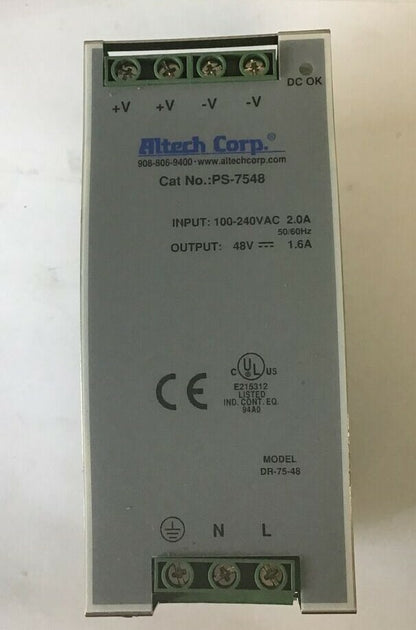 DC OK
+V +V -V -V
Altech Corp.®
908-806-9400 · www.altechcorp.com
Cat No.:PS-7548
INPUT: 100-240VAC 2.0A
50/60Hz
OUTPUT: 48V ⎓ 1.6A
CE
C UL US
E215312
LISTED
IND. CONT. EQ.
94A0
MODEL
DR-75-48
N L